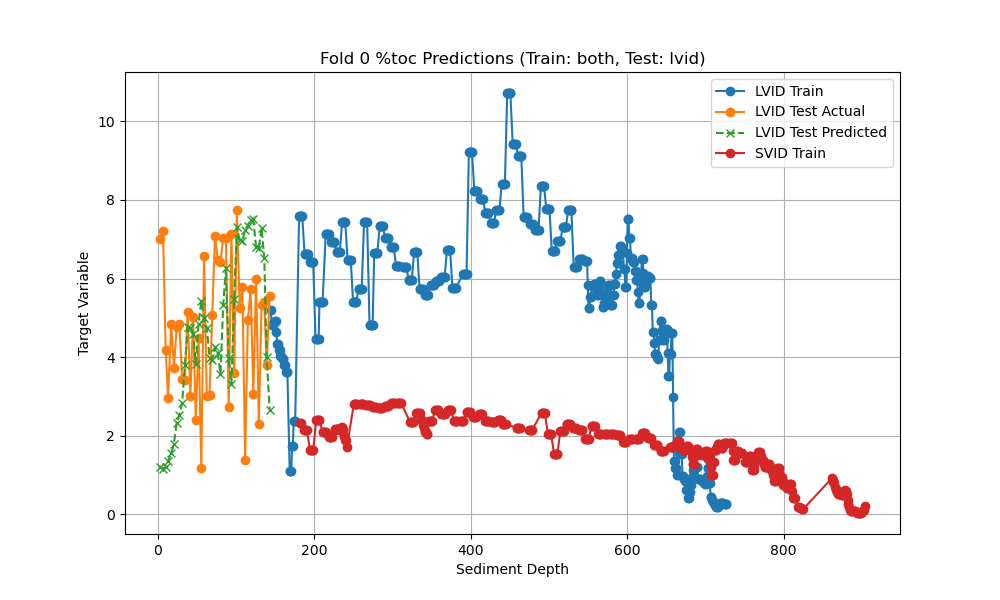 Fold 0 %toc Predictions (Train: both, Test: lvid)
LVID Train
LVID Test Actual
LVID Test Predicted
SVID Train
Target Variable
10
8
6
4
2
0
0 200 400 600 800
Sediment Depth